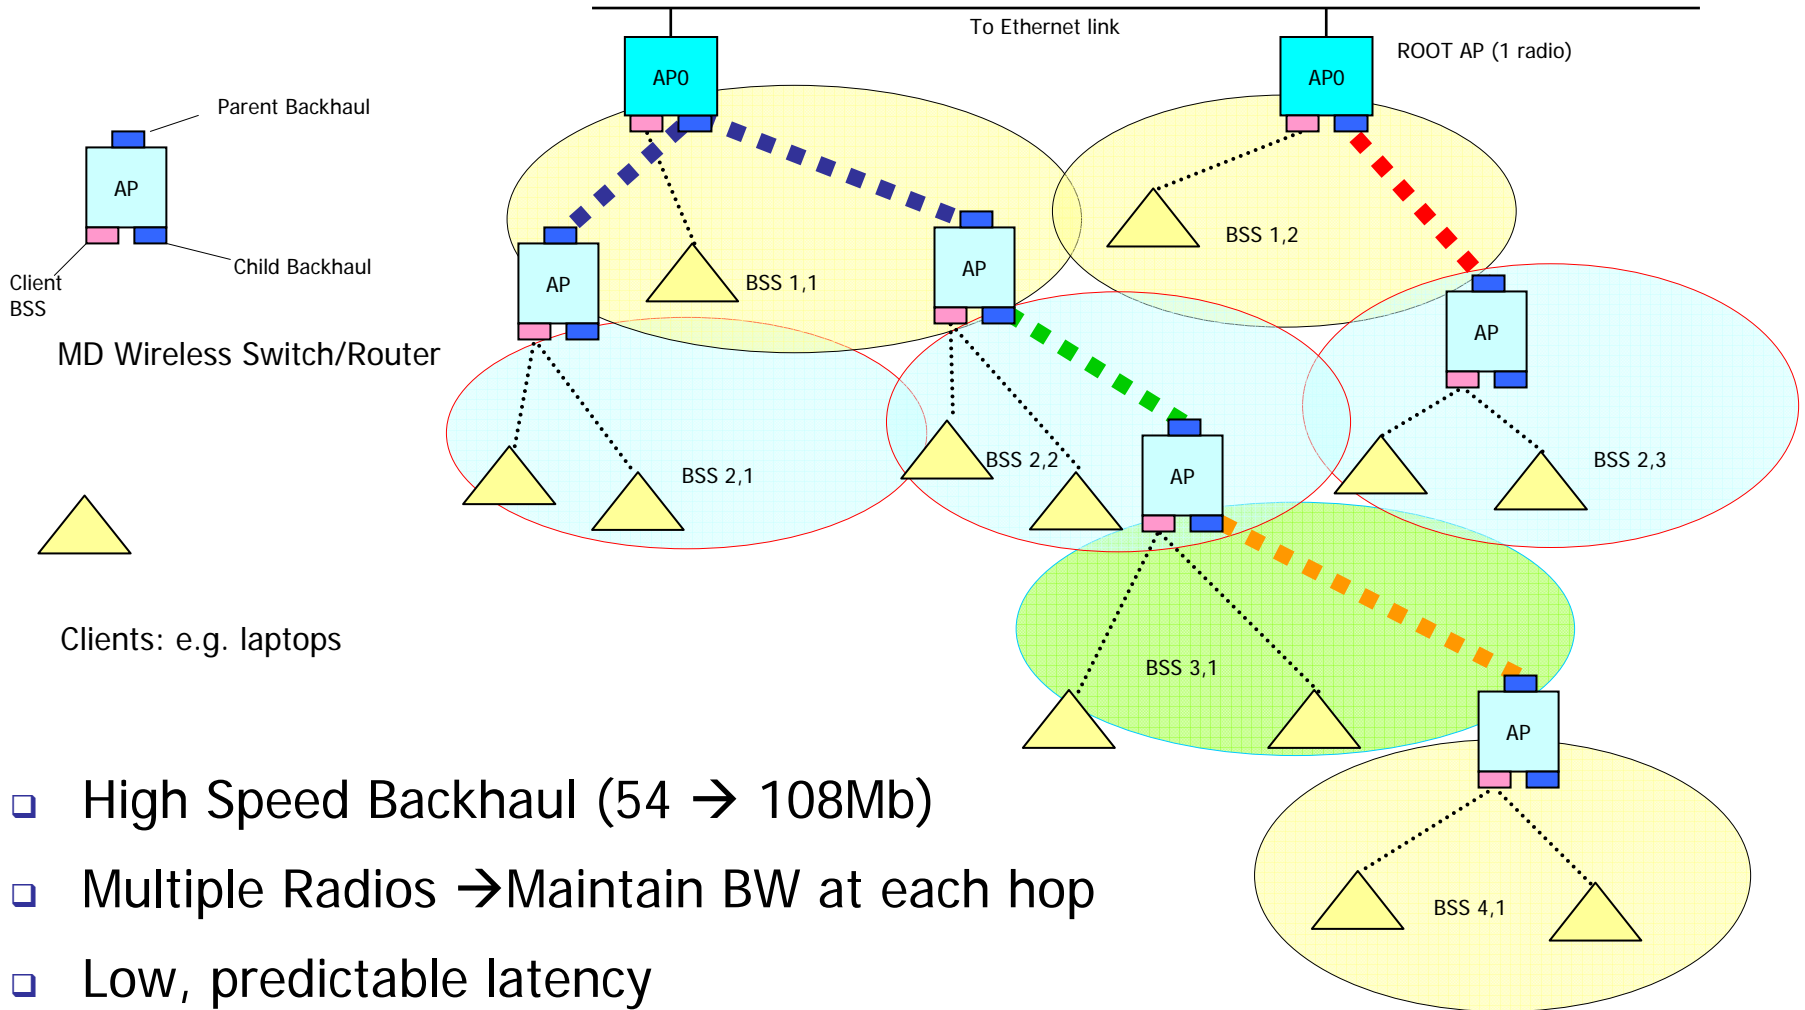 To Ethernet link
ROOT AP (1 radio)
AP0
AP0
Parent Backhaul
AP
Child Backhaul
Client
BSS
MD Wireless Switch/Router
BSS 1,2
AP
BSS 1,1
AP
AP
BSS 2,1
BSS 2,2
AP
BSS 2,3
Clients: e.g. laptops
BSS 3,1
AP
BSS 4,1
❑ High Speed Backhaul (54 → 108Mb)
❑ Multiple Radios →Maintain BW at each hop
❑ Low, predictable latency